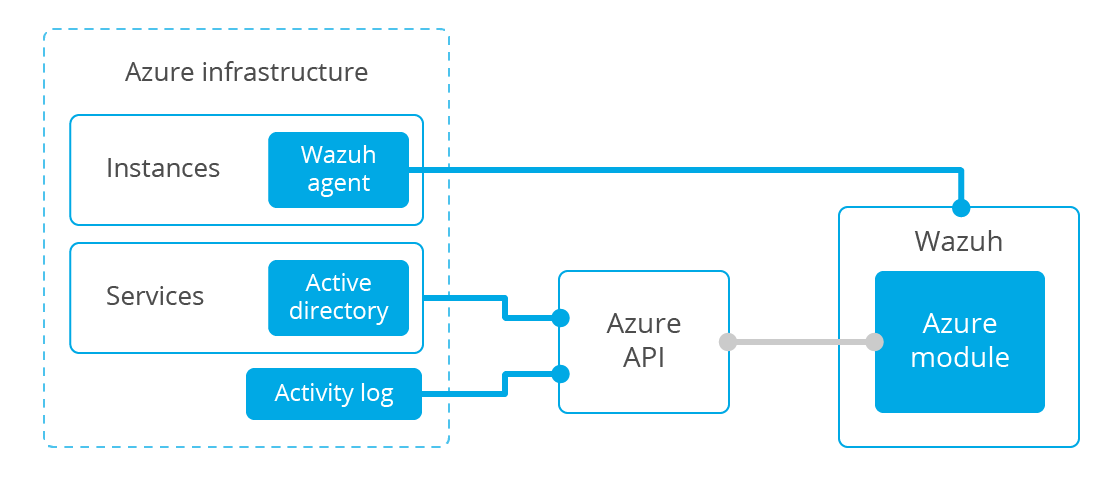 Azure infrastructure
Instances
Wazuh
agent
Services
Active
directory
Activity log
Azure
API
Wazuh
Azure
module